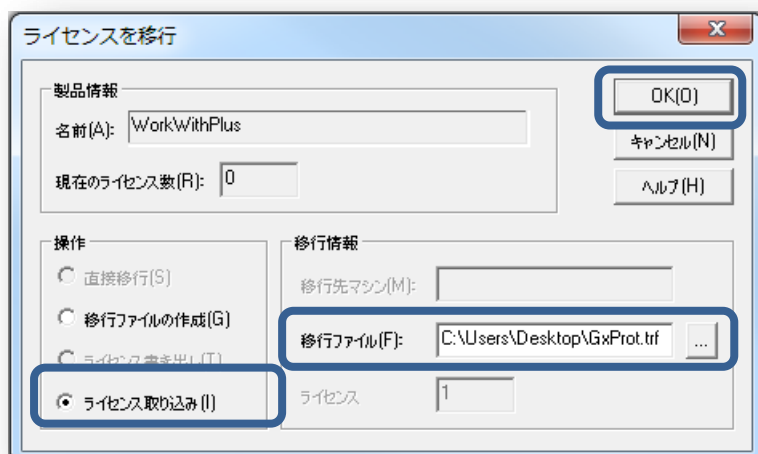 ライセンスを移行
製品情報
名前(A): WorkWithPlus
現在のライセンス数(R): 0
OK(O)
キャンセル(N)
ヘルプ(H)
操作
直接移行(S)
移行ファイルの作成(G)
ライセンス書き出し(T)
ライセンス取り込み(I)
移行情報
移行先マシン(M):
移行ファイル(F): C:\Users\Desktop\GxProt.trf ...
ライセンス 1